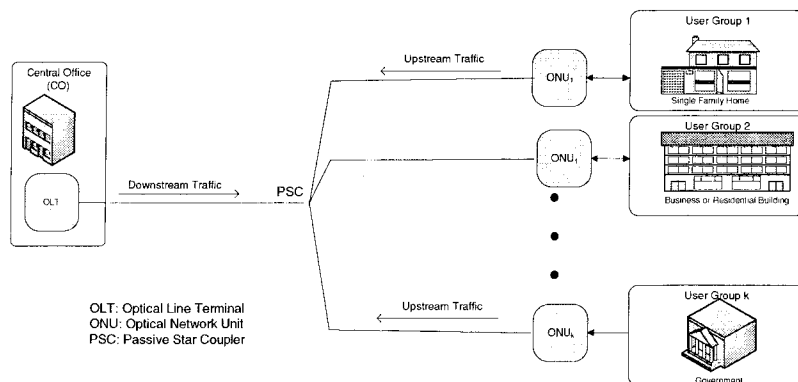 User Group 1
Upstream Traffic
Central Office
(CO)
ONU1
Single Family Home
User Group 2
ONU1
Downstream Traffic
PSC
OLT
Business or Residential Building
OLT: Optical Line Terminal
ONU: Optical Network Unit
PSC: Passive Star Coupler
Upstream Traffic
User Group k
ONUk
Government